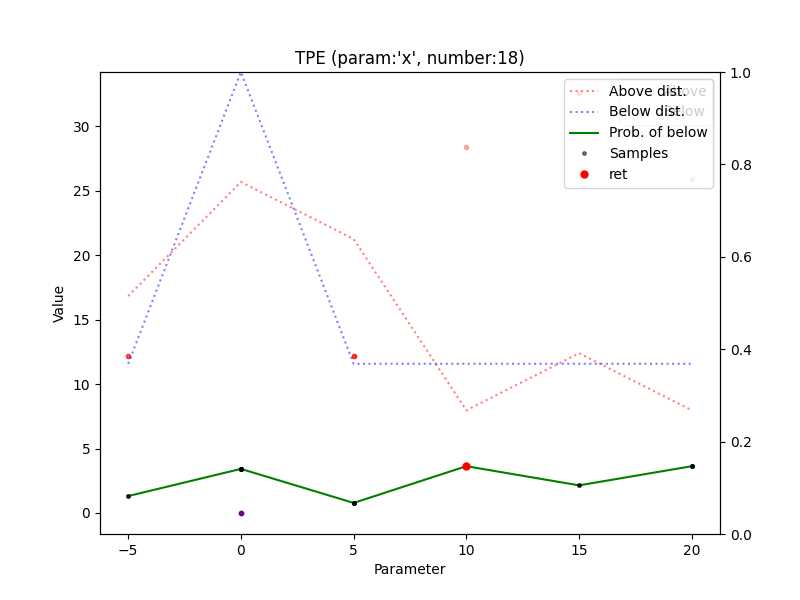 TPE (param:'x', number:18)
Above dist.
Above
Below dist.
Below
Prob. of below
Samples
ret
Value
30
25
20
15
10
5
0
1.0
0.8
0.6
0.4
0.2
0.0
−5
0
5
10
15
20
Parameter